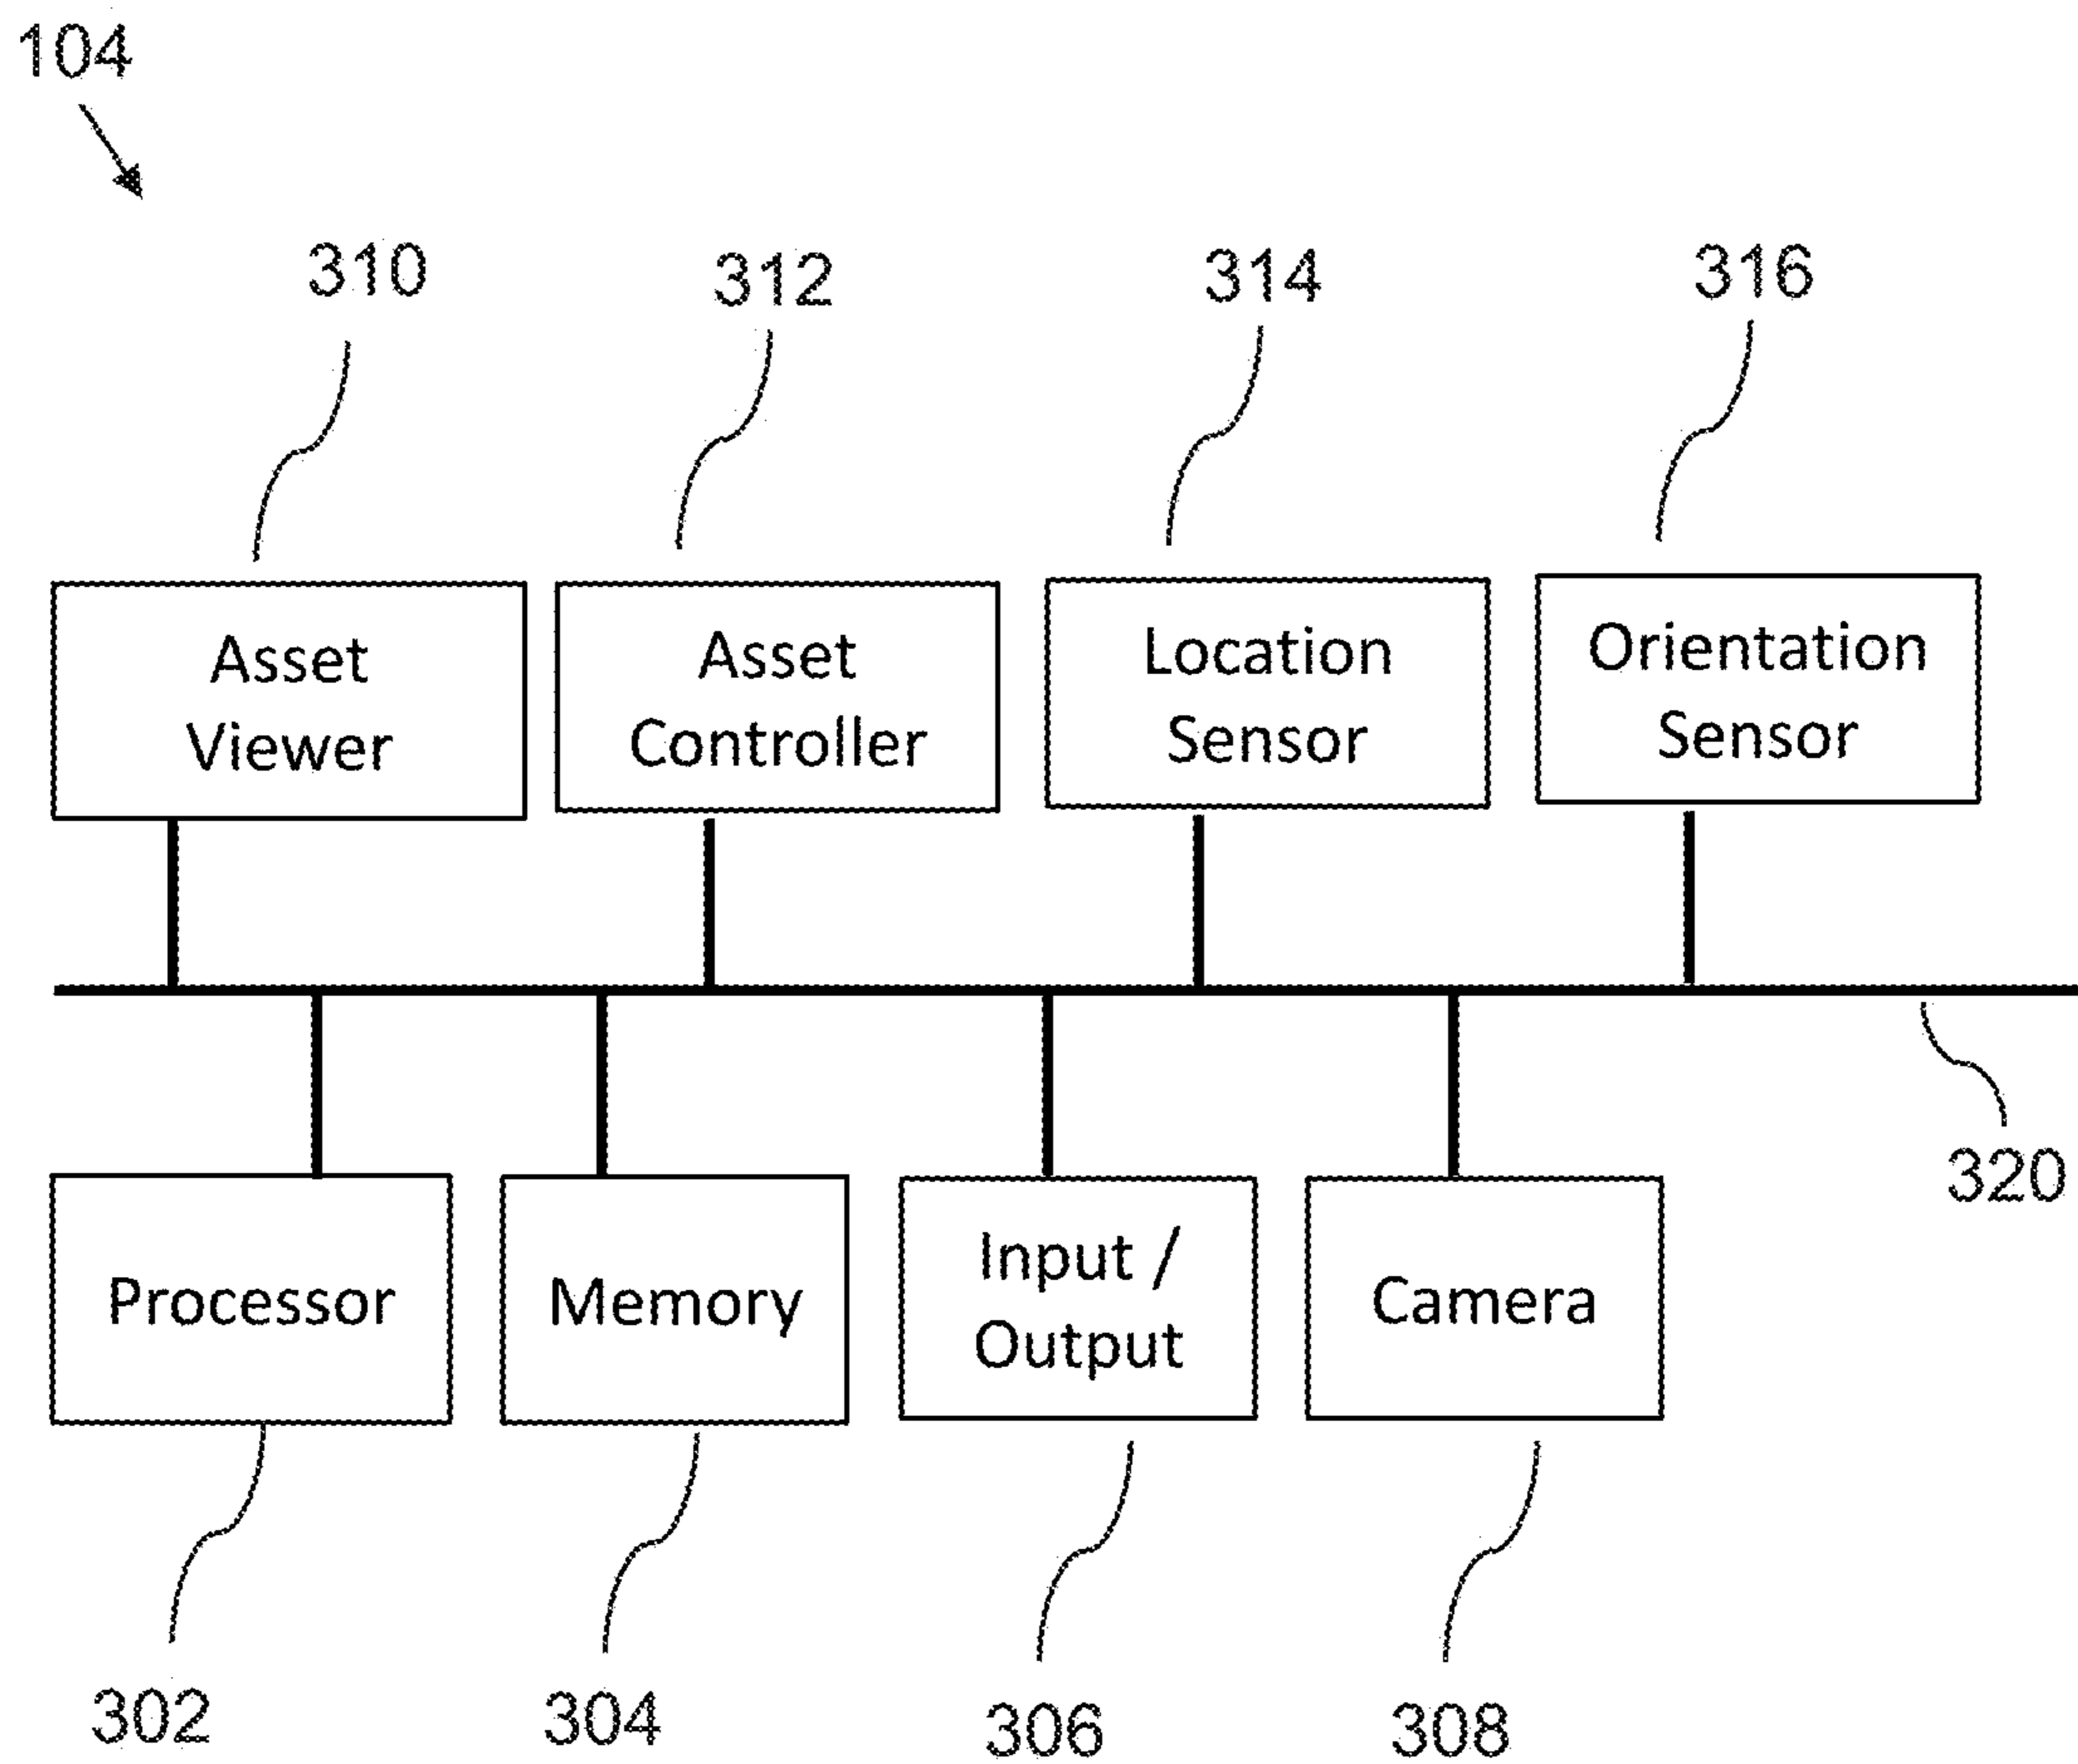 104
310
312
314
316
Asset
Viewer
Asset
Controller
Location
Sensor
Orientation
Sensor
320
Processor
Memory
Input /
Output
Camera
302
304
306
308